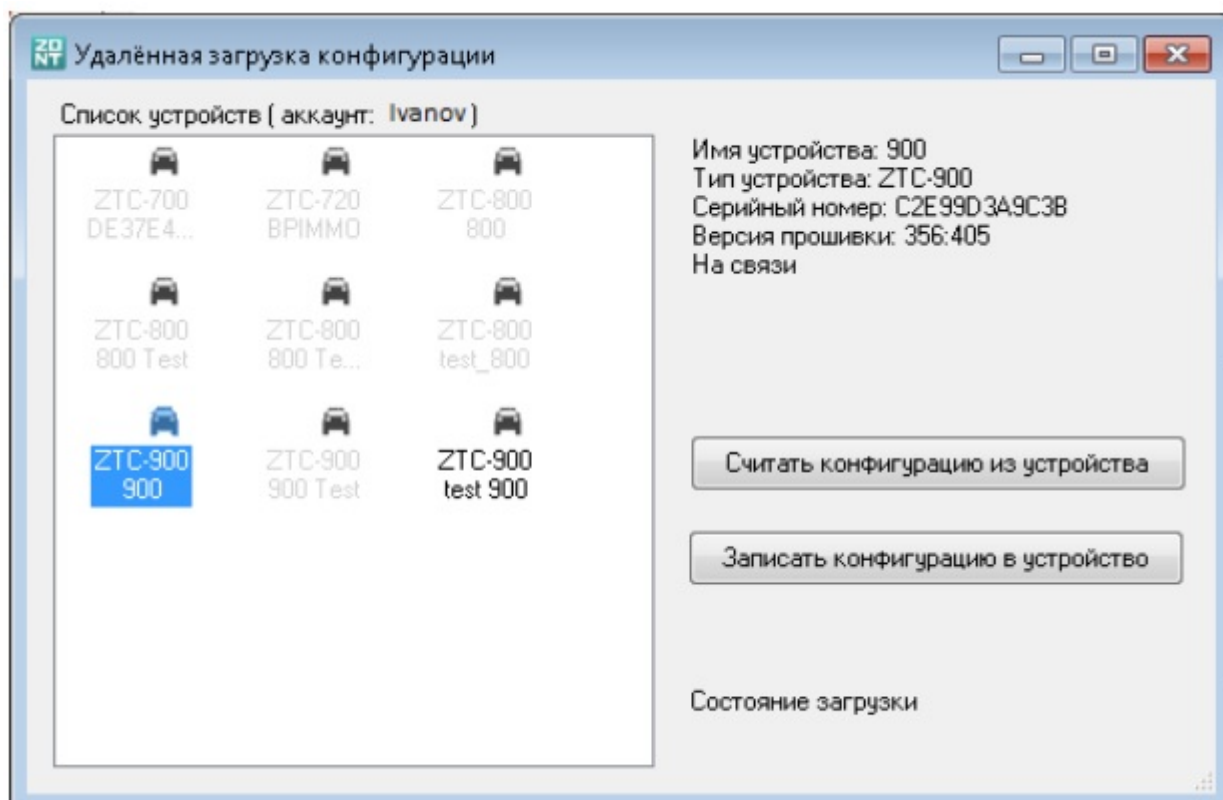 ZONT Удалённая загрузка конфигурации
Список устройств ( аккаунт: Ivanov )
ZTC-700 DE37E4...
ZTC-720 BPIMMO
ZTC-800 800
ZTC-800 800 Test
ZTC-800 800 Te...
ZTC-800 test_800
ZTC-900 900
ZTC-900 900 Test
ZTC-900 test 900
Имя устройства: 900
Тип устройства: ZTC-900
Серийный номер: C2E99D3A9C3B
Версия прошивки: 356:405
На связи
Считать конфигурацию из устройства
Записать конфигурацию в устройство
Состояние загрузки